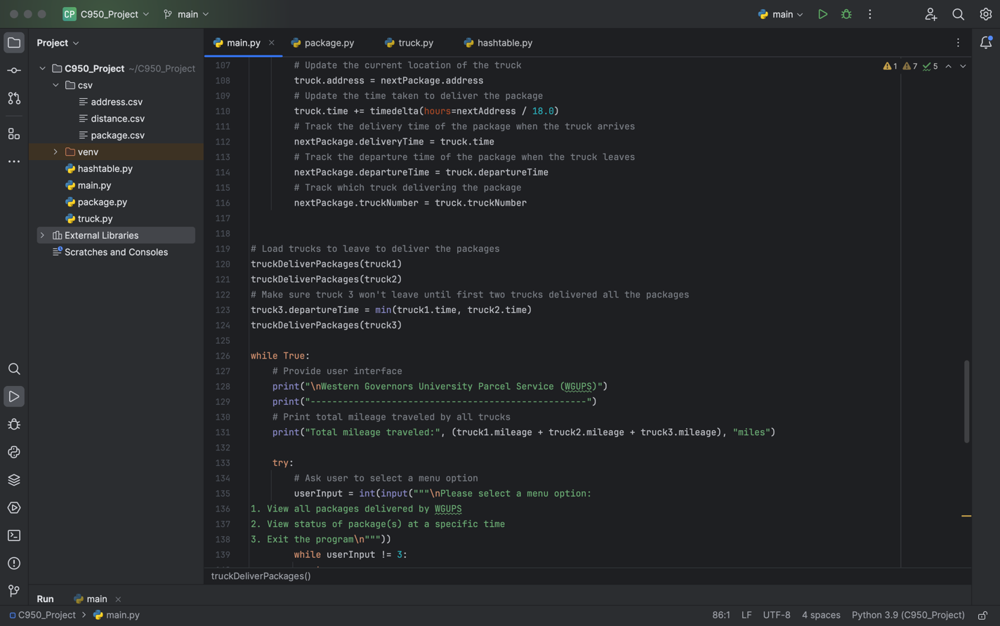 CP C950_Project main
main
Project
main.py package.py truck.py hashtable.py
C950_Project ~/C950_Project
csv
address.csv
distance.csv
package.csv
venv
hashtable.py
main.py
package.py
truck.py
External Libraries
Scratches and Consoles
1 7 5
107 # Update the current location of the truck
108 truck.address = nextPackage.address
109 # Update the time taken to deliver the package
110 truck.time += timedelta(hours=nextAddress / 18.0)
111 # Track the delivery time of the package when the truck arrives
112 nextPackage.deliveryTime = truck.time
113 # Track the departure time of the package when the truck leaves
114 nextPackage.departureTime = truck.departureTime
115 # Track which truck delivering the package
116 nextPackage.truckNumber = truck.truckNumber
117
118
119 # Load trucks to leave to deliver the packages
120 truckDeliverPackages(truck1)
121 truckDeliverPackages(truck2)
122 # Make sure truck 3 won't leave until first two trucks delivered all the packages
123 truck3.departureTime = min(truck1.time, truck2.time)
124 truckDeliverPackages(truck3)
125
126 while True:
127 # Provide user interface
128 print("\nWestern Governors University Parcel Service (WGUPS)")
129 print("---------------------------------------------------")
130 # Print total mileage traveled by all trucks
131 print("Total mileage traveled:", (truck1.mileage + truck2.mileage + truck3.mileage), "miles")
132
133 try:
134 # Ask user to select a menu option
135 userInput = int(input("""\nPlease select a menu option:
136 1. View all packages delivered by WGUPS
137 2. View status of package(s) at a specific time
138 3. Exit the program\n"""))
139 while userInput != 3:
truckDeliverPackages()
Run main
C950_Project > main.py
86:1 LF UTF-8 4 spaces Python 3.9 (C950_Project)